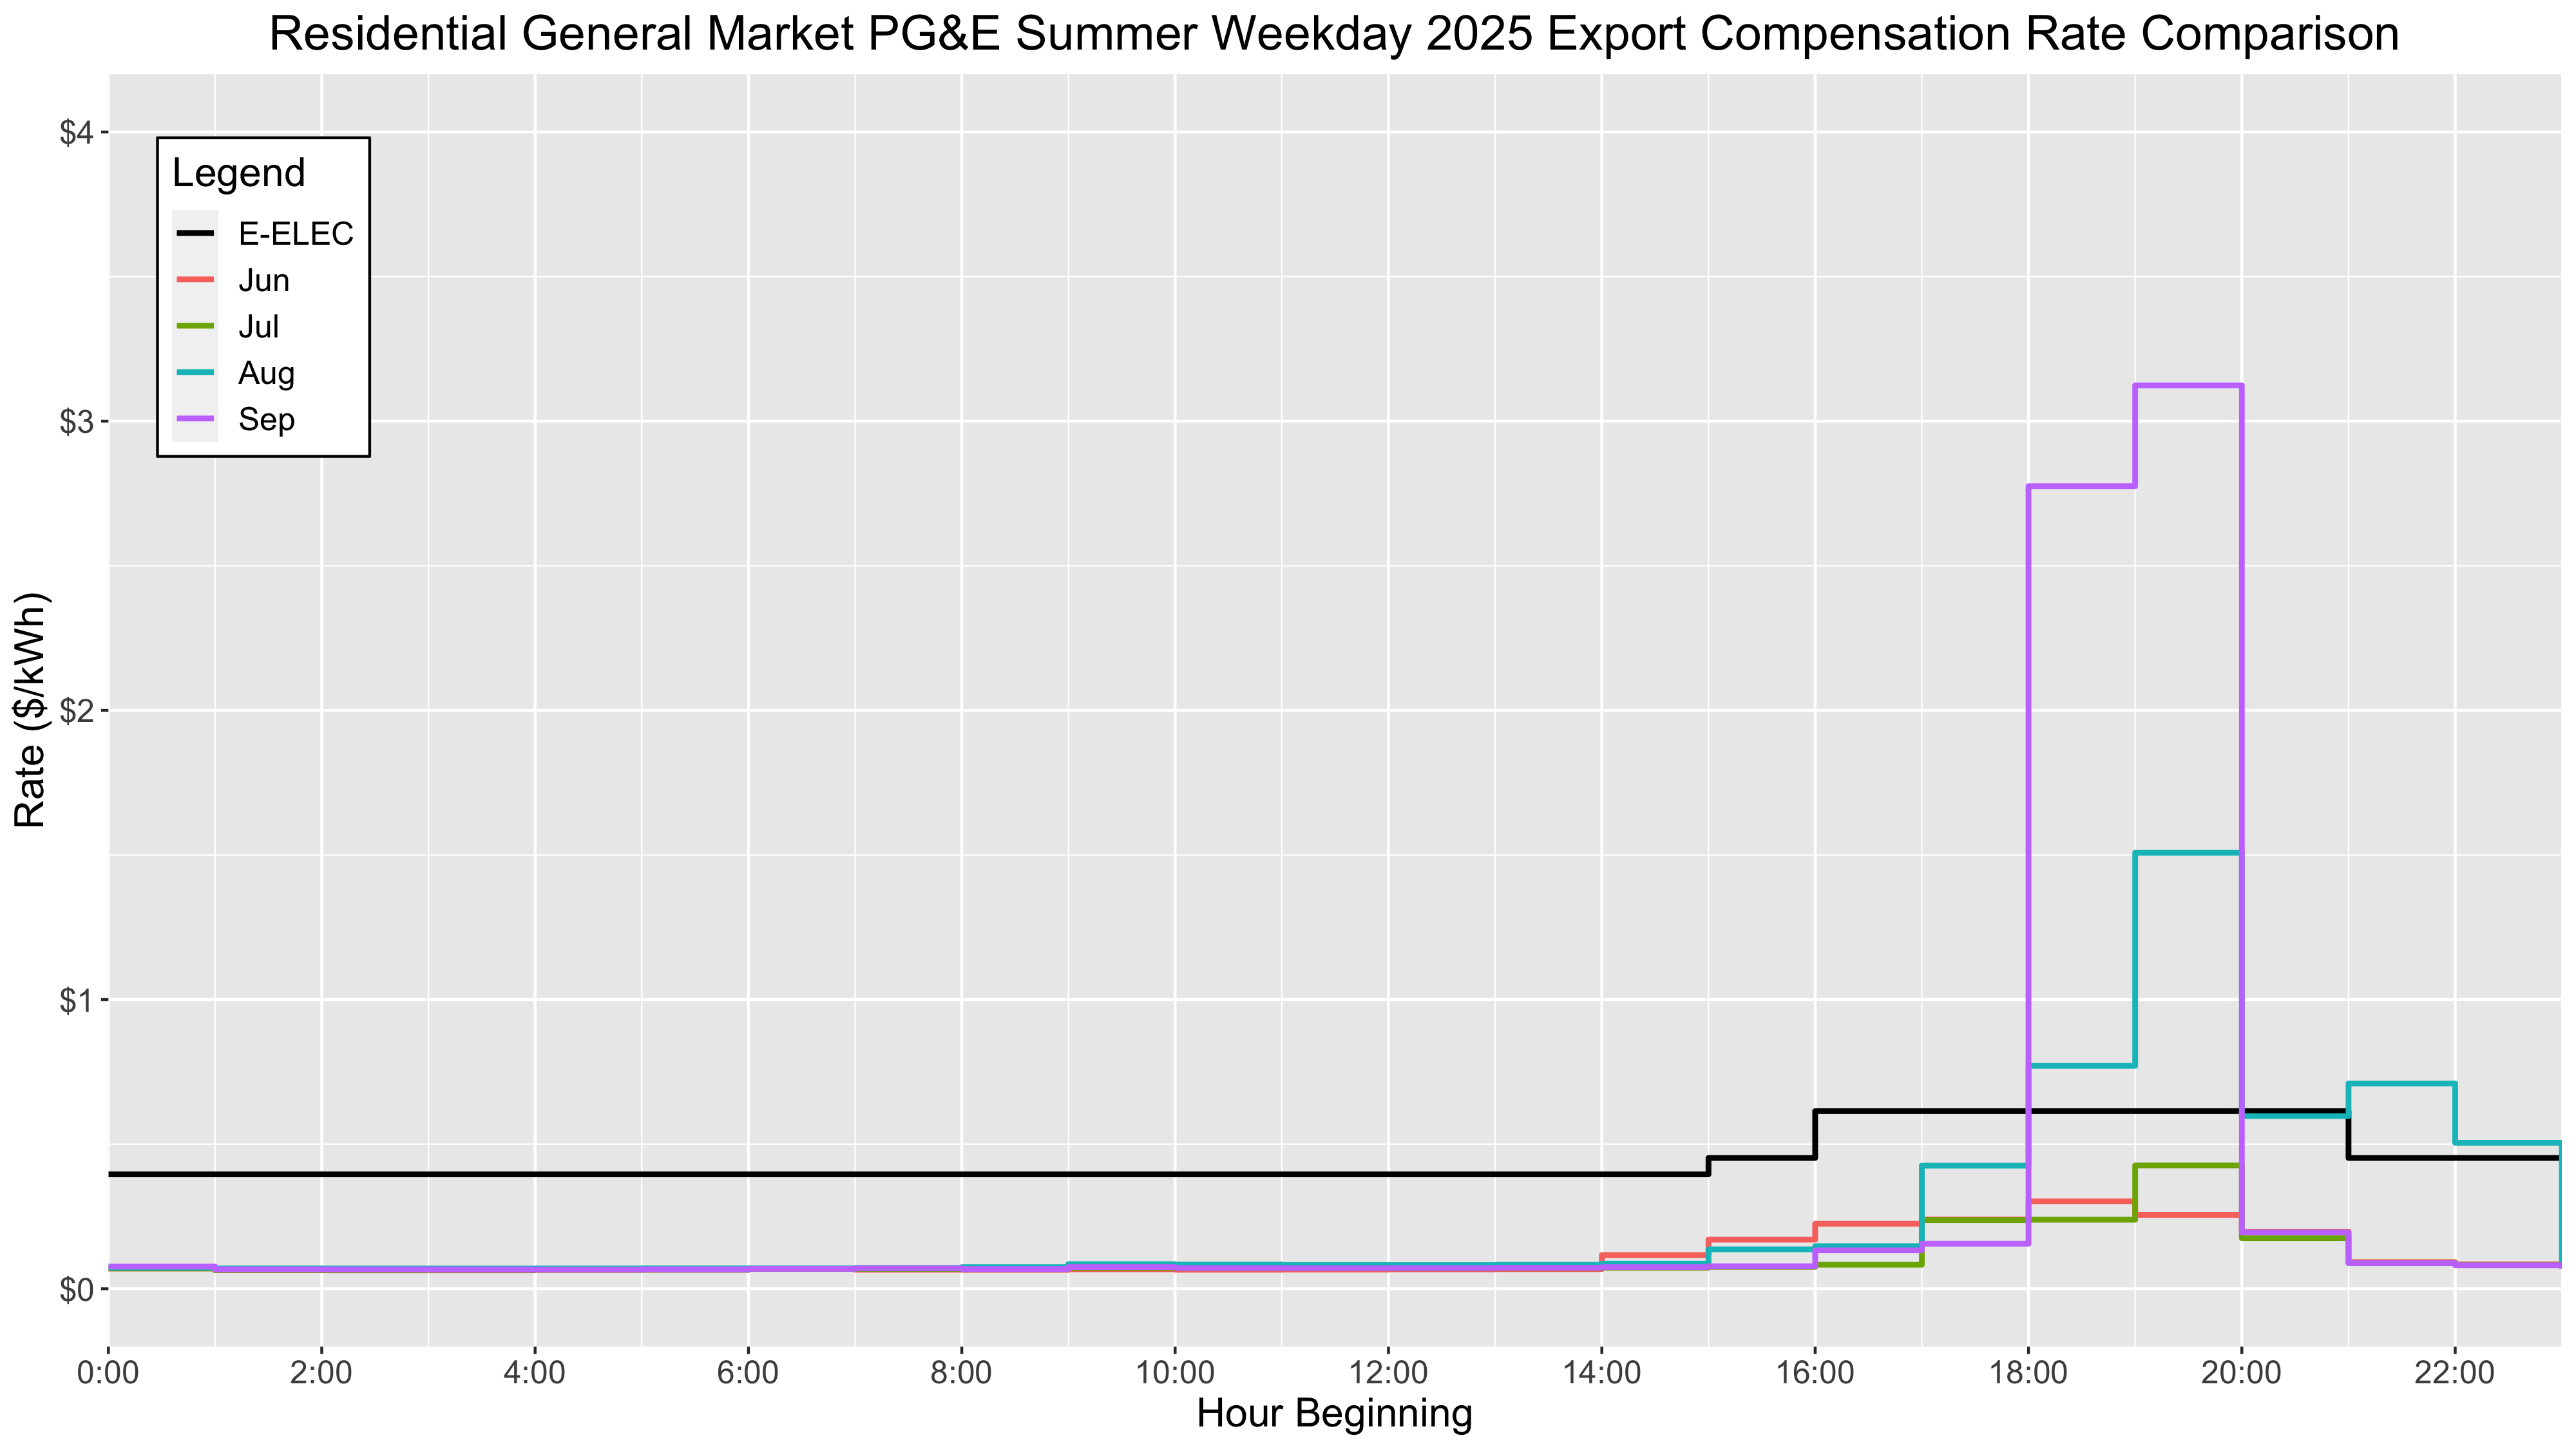 Residential General Market PG&E Summer Weekday 2025 Export Compensation Rate Comparison
$4
$3
$2
$1
$0
Rate ($/kWh)
Legend
E-ELEC
Jun
Jul
Aug
Sep
0:00 2:00 4:00 6:00 8:00 10:00 12:00 14:00 16:00 18:00 20:00 22:00
Hour Beginning